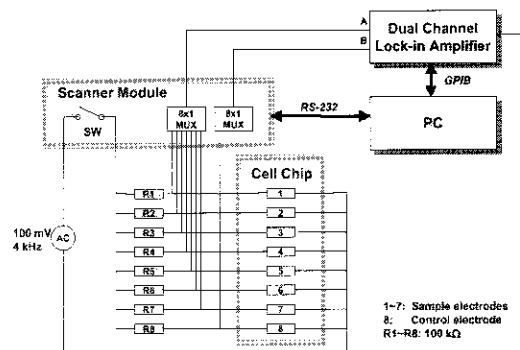 A
B
Dual Channel
Lock-in Amplifier
GPIB
Scanner Module
SW
8x1
MUX
8x1
MUX
RS-232
PC
Cell Chip
100 mV
4 kHz
AC
R1
R2
R3
R4
R5
R6
R7
R8
1
2
3
4
5
6
7
8
1~7: Sample electrodes
8: Control electrode
R1~R8: 100 kΩ